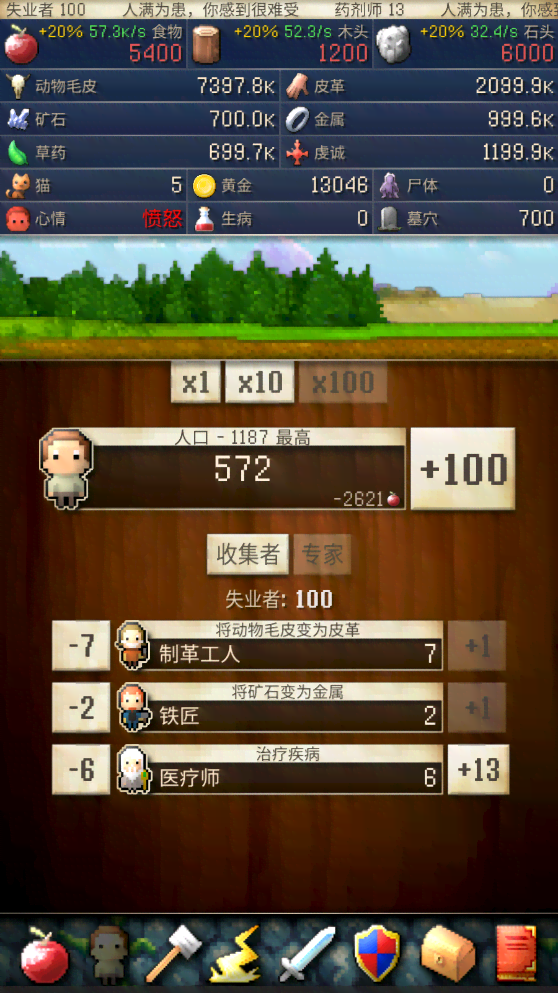 失业者 100 人满为患，你感到很难受 药剂师 13 人满为患，你感到
+20% 57.3K/s 食物 +20% 52.3/s 木头 +20% 32.4/s 石头
5400 1200 6000
动物毛皮 7397.8K 皮革 2099.9K
矿石 700.0K 金属 999.6K
草药 699.7K 虔诚 1199.9K
猫 5 黄金 13046 尸体 0
心情 愤怒 生病 0 墓穴 700
x1 x10 x100
人口 - 1187 最高
572
-2621
+100
收集者 专家
失业者: 100
将动物毛皮变为皮革
-7 制革工人 7 +1
将矿石变为金属
-2 铁匠 2 +1
治疗疾病
-6 医疗师 6 +13